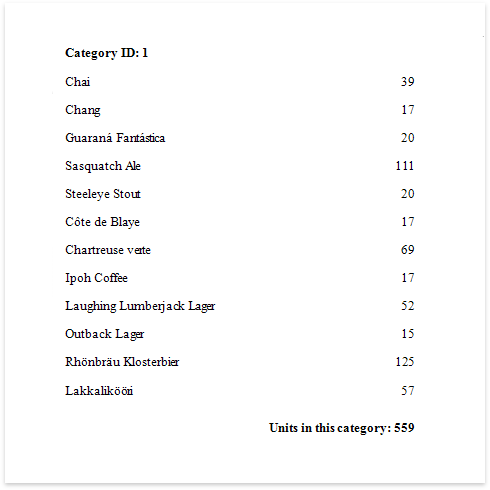 Category ID: 1
Chai 39
Chang 17
Guaraná Fantástica 20
Sasquatch Ale 111
Steeleye Stout 20
Côte de Blaye 17
Chartreuse verte 69
Ipoh Coffee 17
Laughing Lumberjack Lager 52
Outback Lager 15
Rhönbräu Klosterbier 125
Lakkalikööri 57
Units in this category: 559